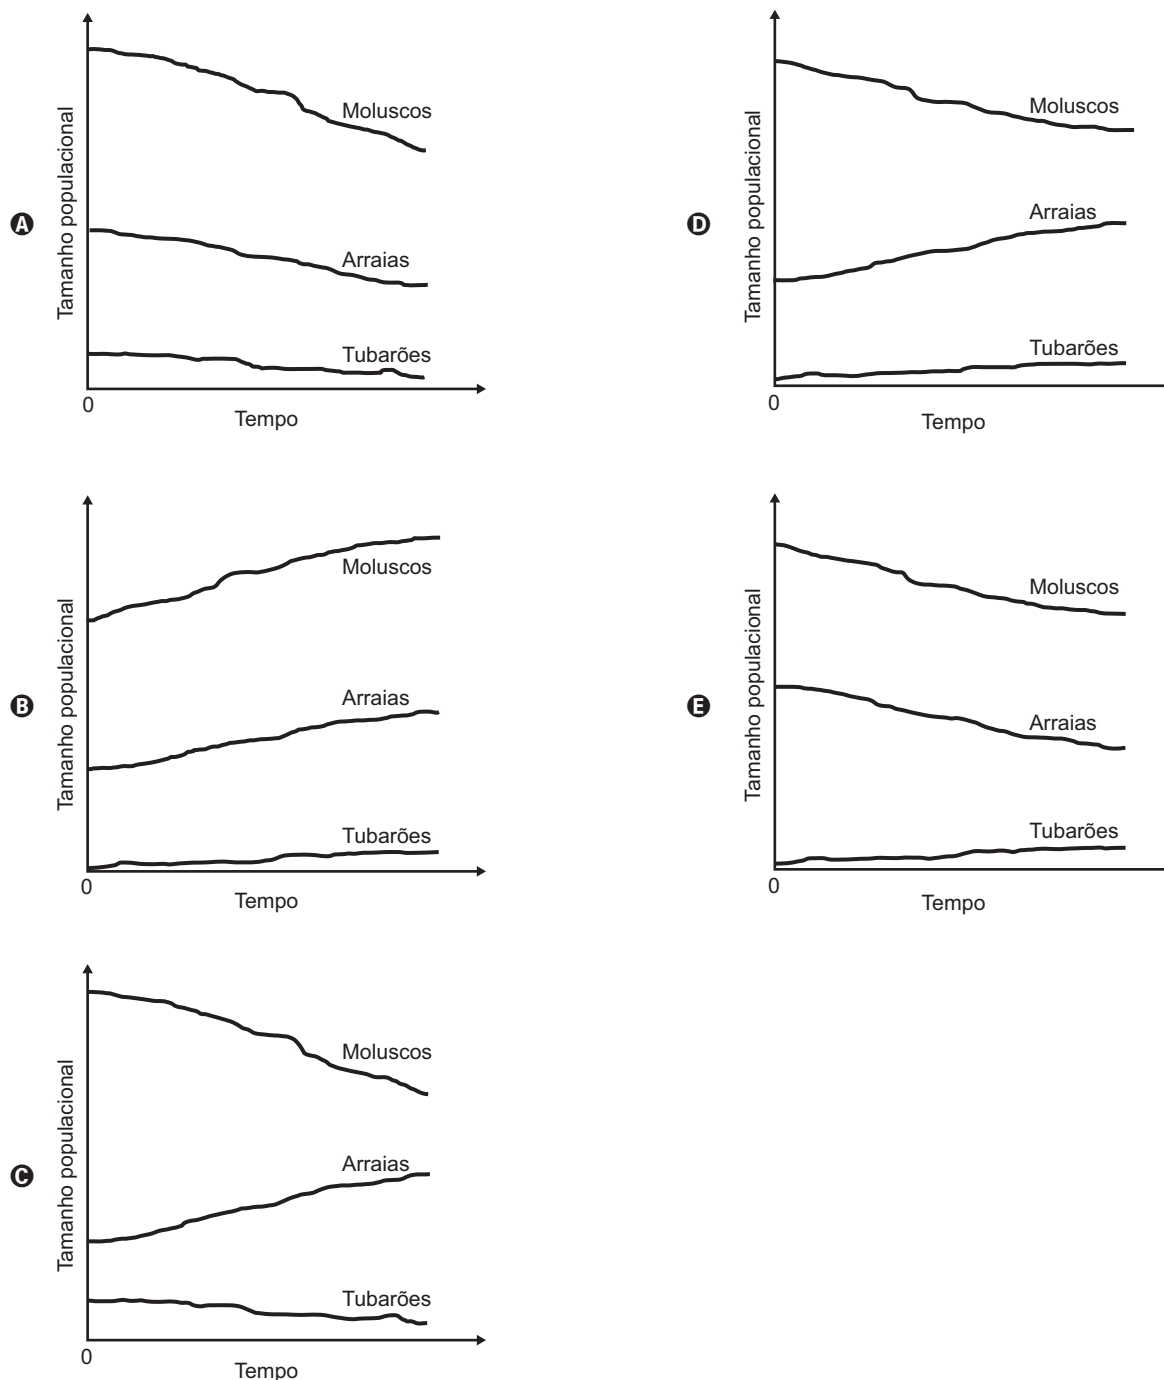 A
Tamanho populacional
Moluscos
Arraias
Tubarões
0
Tempo
B
Tamanho populacional
Moluscos
Arraias
Tubarões
0
Tempo
C
Tamanho populacional
Moluscos
Arraias
Tubarões
0
Tempo
D
Tamanho populacional
Moluscos
Arraias
Tubarões
0
Tempo
E
Tamanho populacional
Moluscos
Arraias
Tubarões
0
Tempo